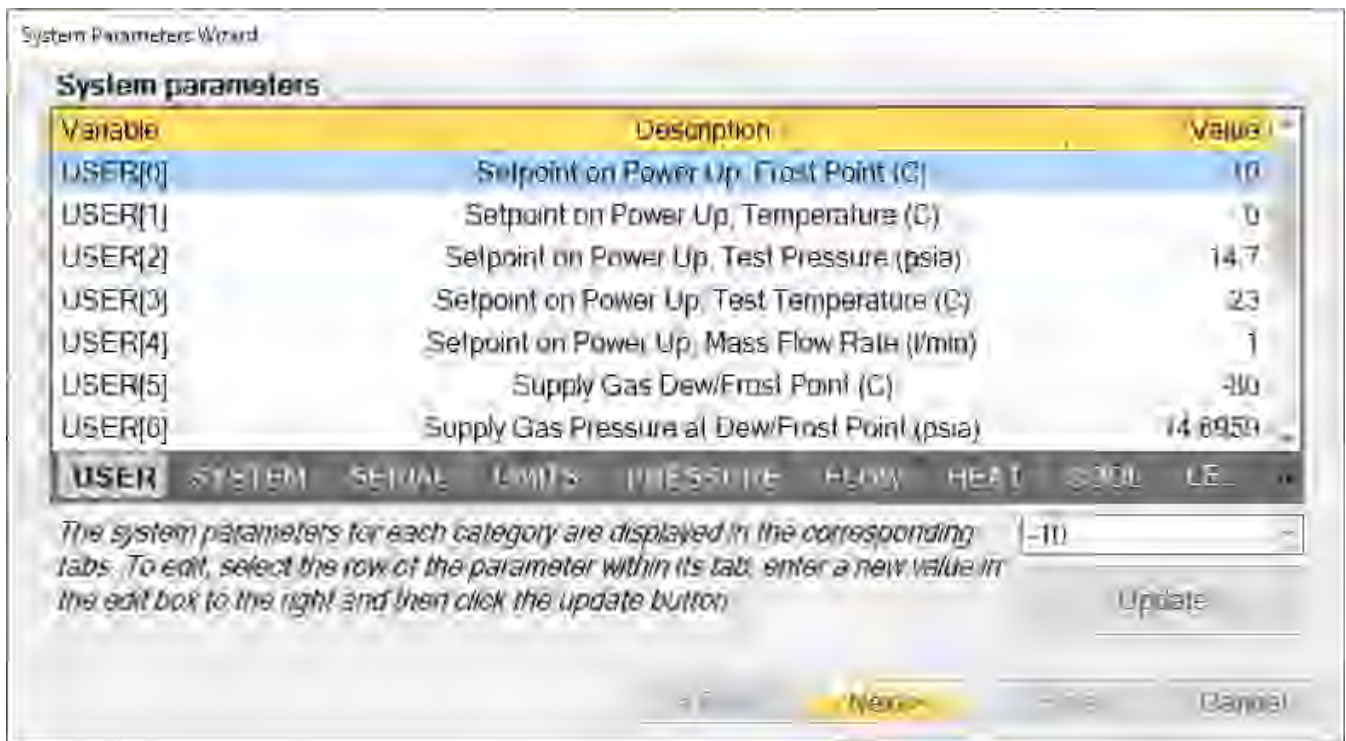 System Parameters Wizard
System parameters
Variable Description Value
USER[0] Setpoint on Power Up, Frost Point (C) -10
USER[1] Setpoint on Power Up, Temperature (C) 0
USER[2] Setpoint on Power Up, Test Pressure (psia) 14.7
USER[3] Setpoint on Power Up, Test Temperature (C) 23
USER[4] Setpoint on Power Up, Mass Flow Rate (l/min) 1
USER[5] Supply Gas Dew/Frost Point (C) -80
USER[6] Supply Gas Pressure at Dew/Frost Point (psia) 14.6959
USER SYSTEM SERIAL LIMITS PRESSURE FLOW HEAT COOL LE...
The system parameters for each category are displayed in the corresponding
tabs. To edit, select the row of the parameter within its tab, enter a new value in
the edit box to the right and then click the update button.
-10
Update
Next > Cancel